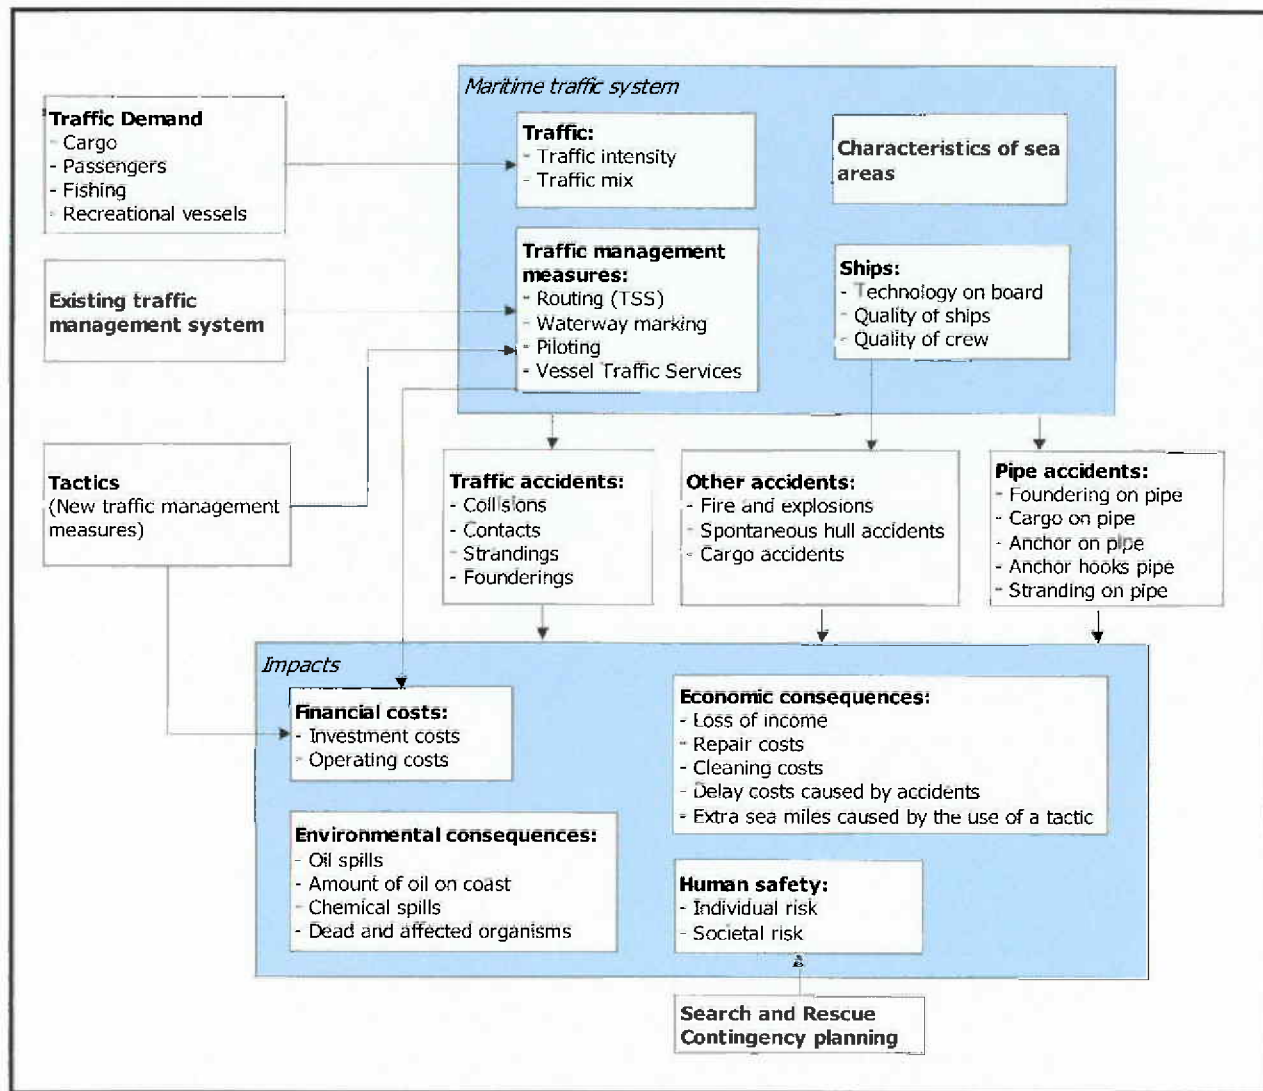 Maritime traffic system
Traffic Demand
- Cargo
- Passengers
- Fishing
- Recreational vessels
Traffic:
- Traffic intensity
- Traffic mix
Characteristics of sea
areas
Existing traffic
management system
Traffic management
measures:
- Routing (TSS)
- Waterway marking
- Piloting
- Vessel Traffic Services
Ships:
- Technology on board
- Quality of ships
- Quality of crew
Tactics
(New traffic management
measures)
Traffic accidents:
- Collisions
- Contacts
- Strandings
- Founderings
Other accidents:
- Fire and explosions
- Spontaneous hull accidents
- Cargo accidents
Pipe accidents:
- Foundering on pipe
- Cargo on pipe
- Anchor on pipe
- Anchor hooks pipe
- Stranding on pipe
Impacts
Financial costs:
- Investment costs
- Operating costs
Economic consequences:
- Loss of income
- Repair costs
- Cleaning costs
- Delay costs caused by accidents
- Extra sea miles caused by the use of a tactic
Environmental consequences:
- Oil spills
- Amount of oil on coast
- Chemical spills
- Dead and affected organisms
Human safety:
- Individual risk
- Societal risk
Search and Rescue
Contingency planning